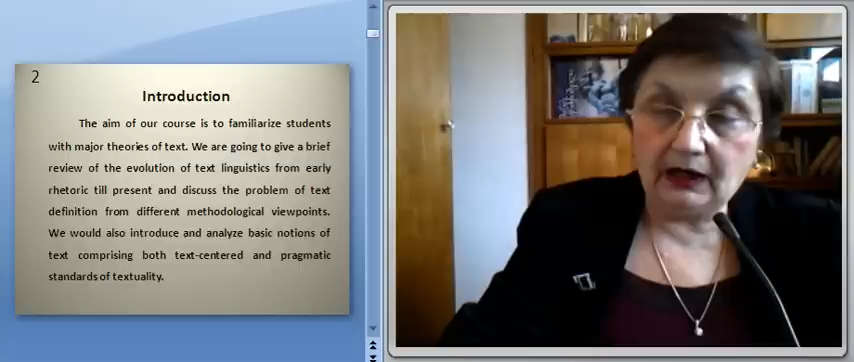 2
Introduction
The aim of our course is to familiarize students
with major theories of text. We are going to give a brief
review of the evolution of text linguistics from early
rhetoric till present and discuss the problem of text
definition from different methodological viewpoints.
We would also introduce and analyze basic notions of
text comprising both text-centered and pragmatic
standards of textuality.